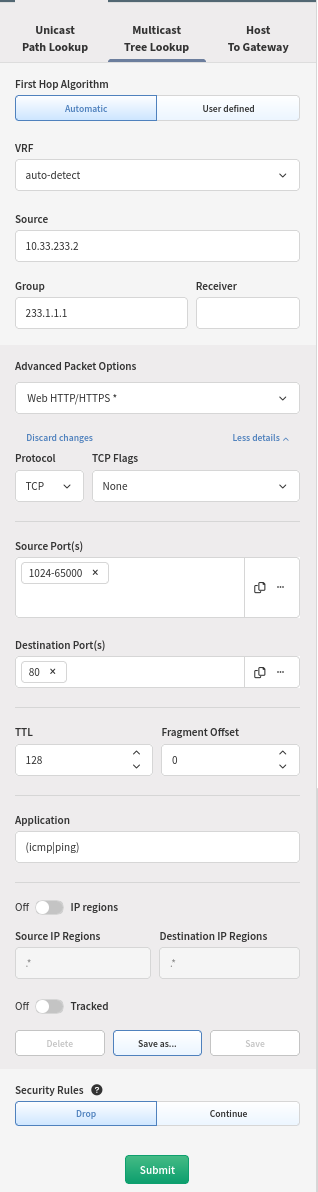 Unicast Multicast Host
Path Lookup Tree Lookup To Gateway
First Hop Algorithm
Automatic User defined
VRF
auto-detect
Source
10.33.233.2
Group Receiver
233.1.1.1
Advanced Packet Options
Web HTTP/HTTPS *
Discard changes Less details
Protocol TCP Flags
TCP None
Source Port(s)
1024-65000 ×
Destination Port(s)
80 ×
TTL Fragment Offset
128 0
Application
(icmp|ping)
Off IP regions
Source IP Regions Destination IP Regions
.* .*
Off Tracked
Delete Save as... Save
Security Rules ?
Drop Continue
Submit